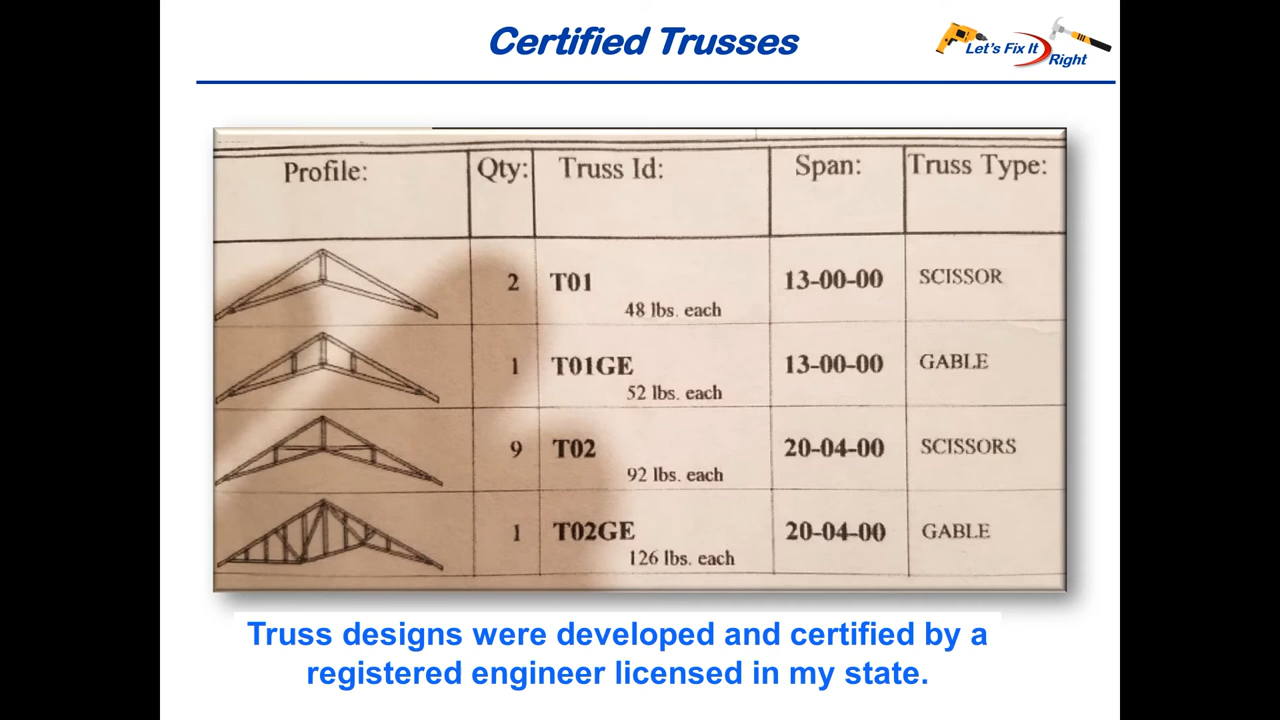 Certified Trusses
Let's Fix It
Right
Profile: Qty: Truss Id: Span: Truss Type:
2 T01 13-00-00 SCISSOR
48 lbs. each
1 T01GE 13-00-00 GABLE
52 lbs. each
9 T02 20-04-00 SCISSORS
92 lbs. each
1 T02GE 20-04-00 GABLE
126 lbs. each
Truss designs were developed and certified by a
registered engineer licensed in my state.